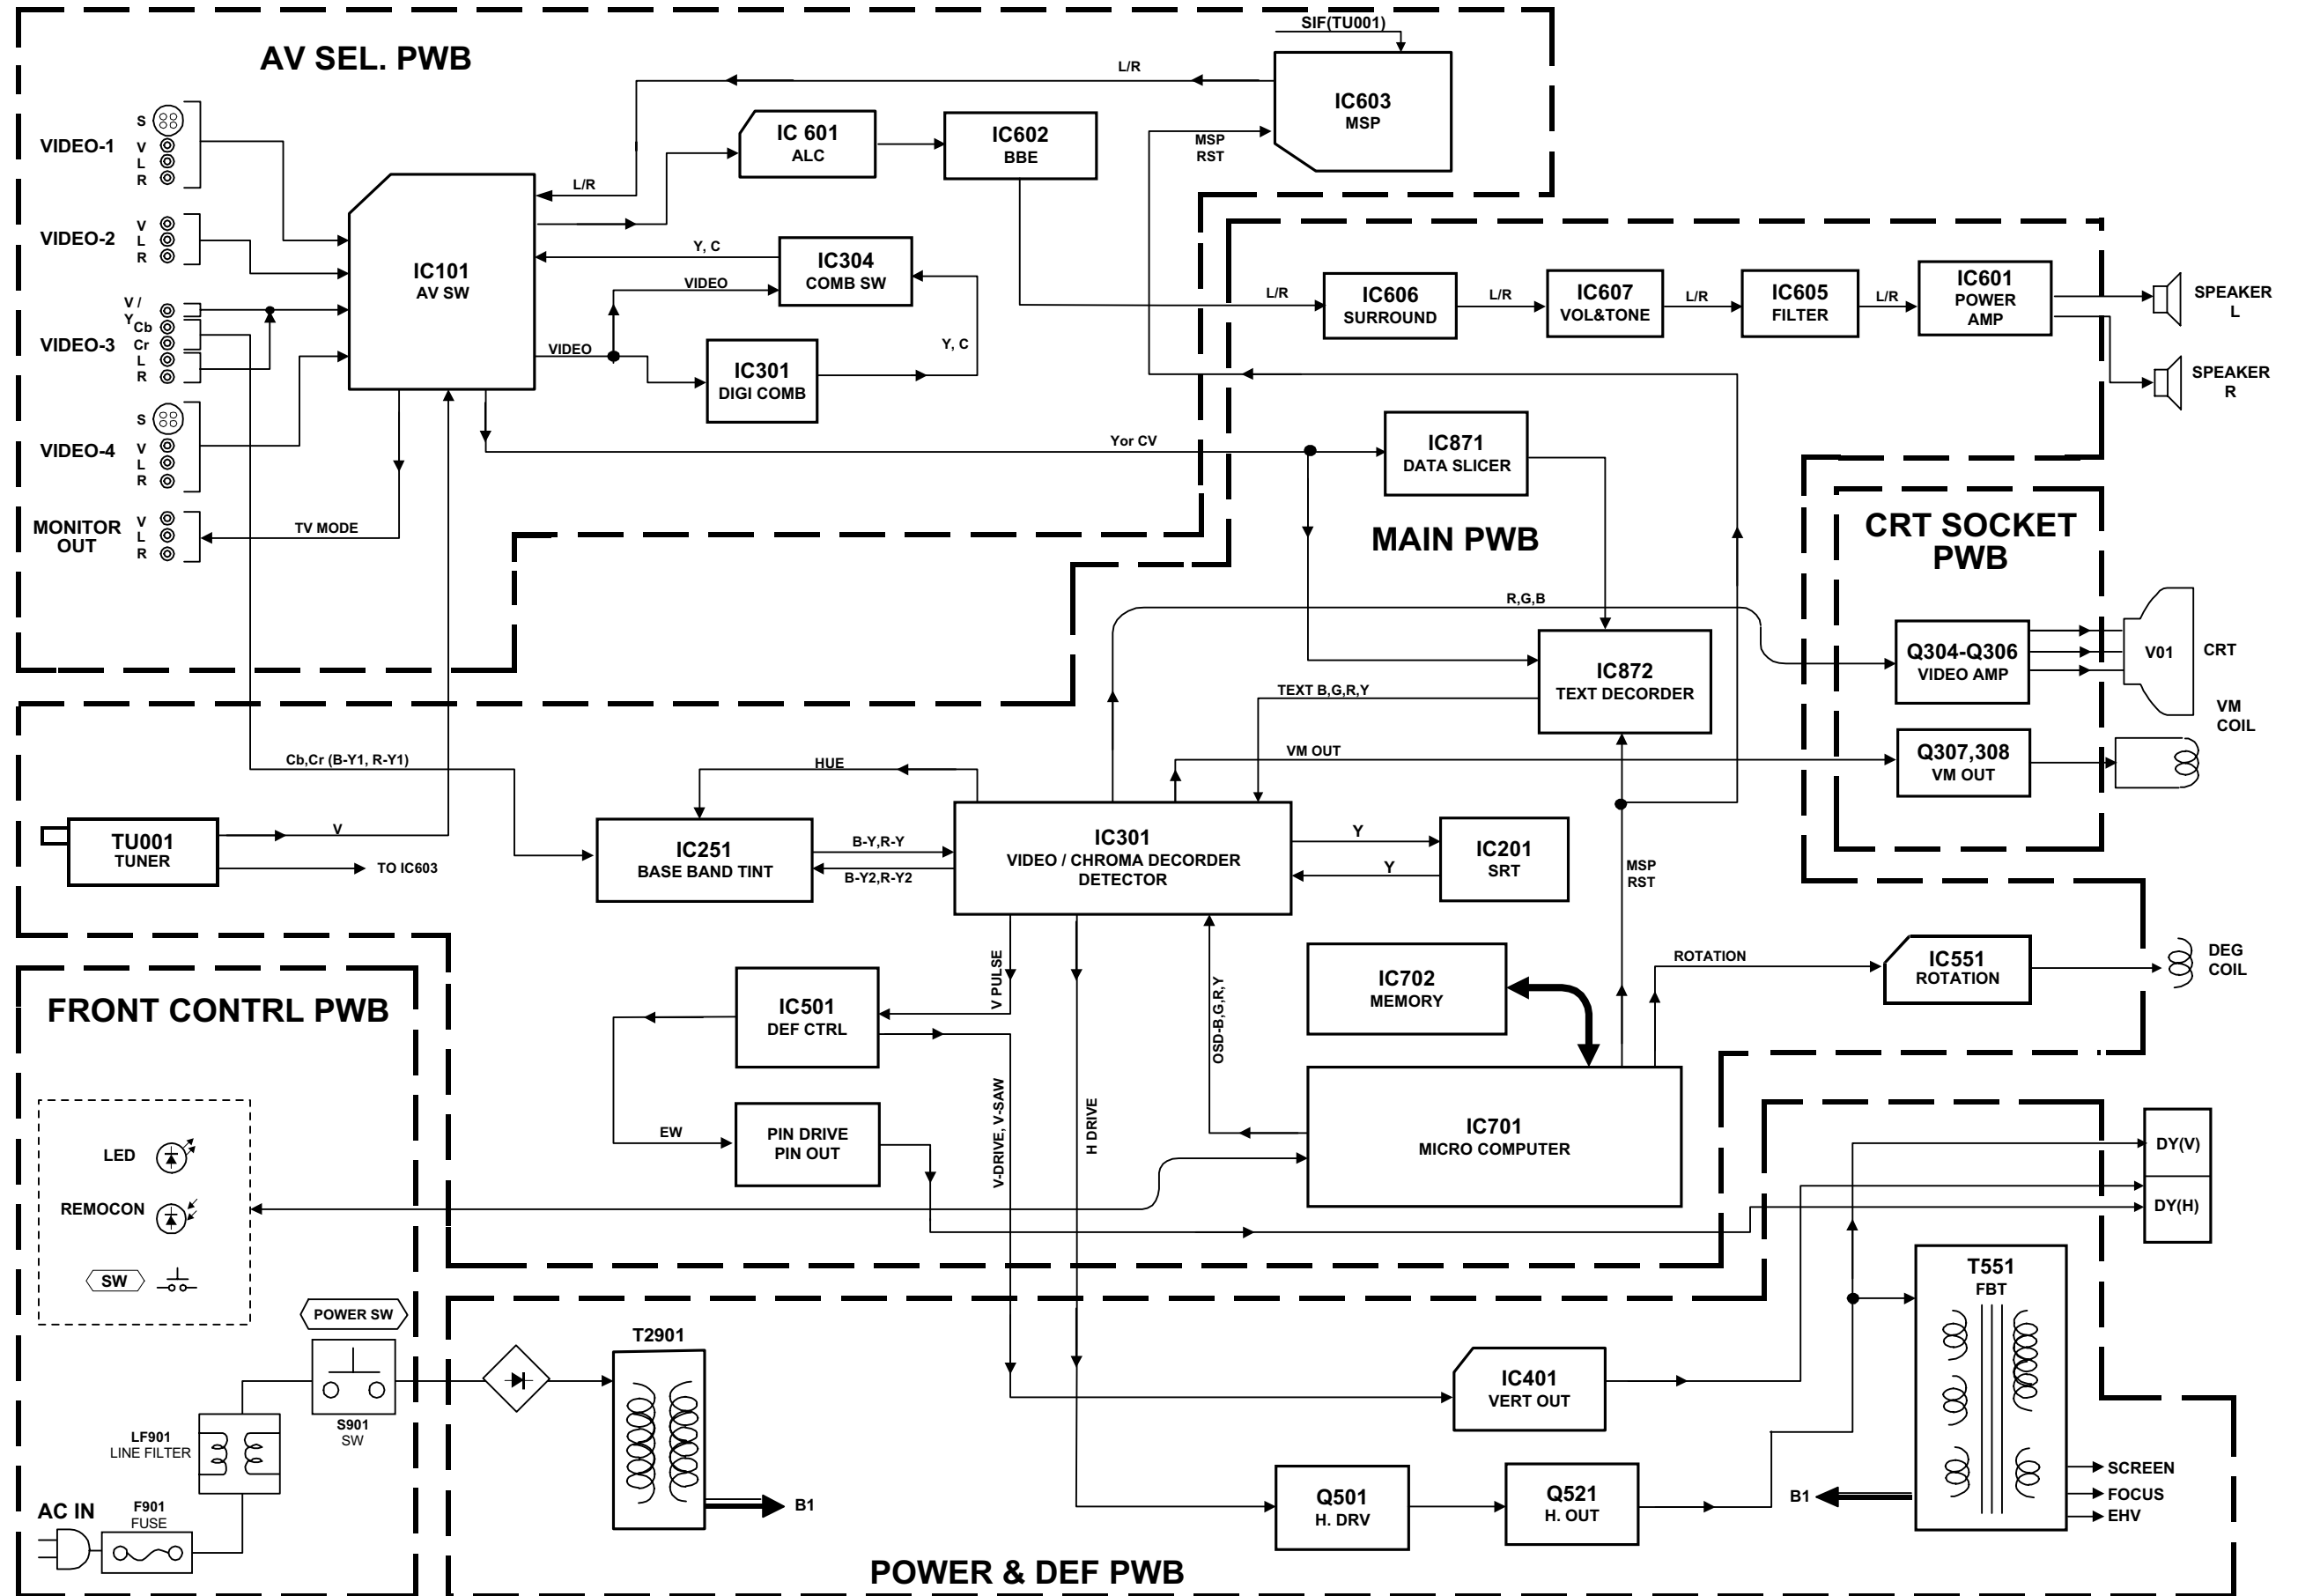 AV SEL. PWB
SIF(TU001)
L/R
IC603
MSP
MSP
RST
VIDEO-1
S
V
L
R
IC 601
ALC
IC602
BBE
L/R
VIDEO-2
V
L
R
IC101
AV SW
Y, C
IC304
COMB SW
VIDEO
VIDEO-3
V /
Y
Cb
Cr
L
R
VIDEO
IC301
DIGI COMB
Y, C
L/R
IC606
SURROUND
L/R
IC607
VOL&TONE
L/R
IC605
FILTER
L/R
IC601
POWER
AMP
SPEAKER
L
SPEAKER
R
VIDEO-4
S
V
L
R
Yor CV
IC871
DATA SLICER
MONITOR
OUT
V
L
R
TV MODE
MAIN PWB
CRT SOCKET
PWB
R,G,B
IC872
TEXT DECORDER
TEXT B,G,R,Y
Q304-Q306
VIDEO AMP
V01
CRT
VM
COIL
VM OUT
Q307,308
VM OUT
Cb,Cr (B-Y1, R-Y1)
HUE
TU001
TUNER
V
TO IC603
IC251
BASE BAND TINT
B-Y,R-Y
B-Y2,R-Y2
IC301
VIDEO / CHROMA DECORDER
DETECTOR
Y
Y
IC201
SRT
MSP
RST
V PULSE
IC501
DEF CTRL
OSD-B,G,R,Y
IC702
MEMORY
ROTATION
IC551
ROTATION
DEG
COIL
FRONT CONTRL PWB
V-DRIVE, V-SAW
H DRIVE
EW
PIN DRIVE
PIN OUT
IC701
MICRO COMPUTER
LED
REMOCON
SW
DY(V)
DY(H)
POWER SW
S901
SW
LF901
LINE FILTER
AC IN
F901
FUSE
T2901
B1
IC401
VERT OUT
T551
FBT
Q501
H. DRV
Q521
H. OUT
B1
SCREEN
FOCUS
EHV
POWER & DEF PWB